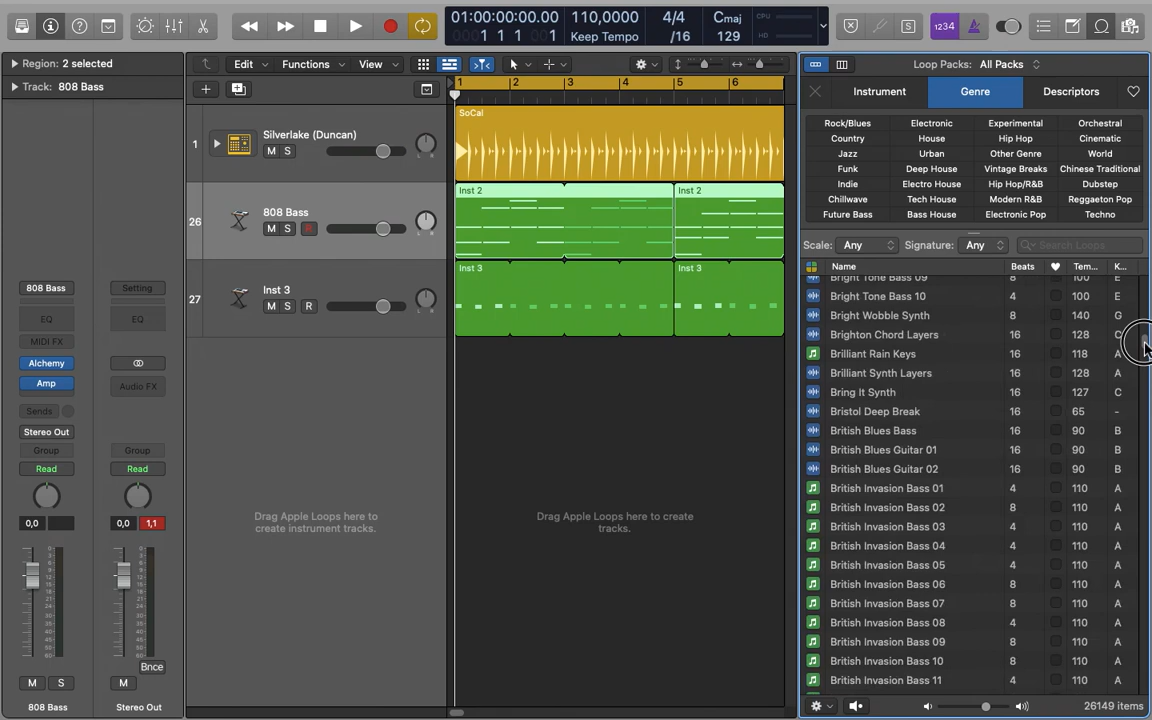 01:00:00:00.00 110,0000 4/4 Cmaj CPU
1 1 1 001 Keep Tempo /16 129 HD
1234
Region: 2 selected
Track: 808 Bass
Edit Functions View
1 2 3 4 5 6
Loop Packs: All Packs
Instrument Genre Descriptors
Rock/Blues Electronic Experimental Orchestral
Country House Hip Hop Cinematic
Jazz Urban Other Genre World
Funk Deep House Vintage Breaks Chinese Traditional
Indie Electro House Hip Hop/R&B Dubstep
Chillwave Tech House Modern R&B Reggaeton Pop
Future Bass Bass House Electronic Pop Techno
Scale: Any Signature: Any Search Loops
Name Beats Tem... K...
Bright Tone Bass 09 8 100 E
Bright Tone Bass 10 4 100 E
Bright Wobble Synth 8 140 G
Brighton Chord Layers 16 128 C
Brilliant Rain Keys 16 118 A
Brilliant Synth Layers 16 128 A
Bring It Synth 16 127 C
Bristol Deep Break 16 65 -
British Blues Bass 16 90 B
British Blues Guitar 01 16 90 B
British Blues Guitar 02 16 90 B
British Invasion Bass 01 4 110 A
British Invasion Bass 02 8 110 A
British Invasion Bass 03 4 110 A
British Invasion Bass 04 4 110 A
British Invasion Bass 05 4 110 A
British Invasion Bass 06 8 110 A
British Invasion Bass 07 8 110 A
British Invasion Bass 08 4 110 A
British Invasion Bass 09 8 110 A
British Invasion Bass 10 8 110 A
British Invasion Bass 11 4 110 A
26149 items
1 Silverlake (Duncan)
M S
SoCal
26 808 Bass
M S R
Inst 2 Inst 2
27 Inst 3
M S R
Inst 3 Inst 3
Drag Apple Loops here to
create instrument tracks.
Drag Apple Loops here to create
tracks.
808 Bass Setting
EQ EQ
MIDI FX
Alchemy
Amp Audio FX
Sends
Stereo Out
Group Group
Read Read
0,0 0,0 1,1
Bnce
M S M
808 Bass Stereo Out